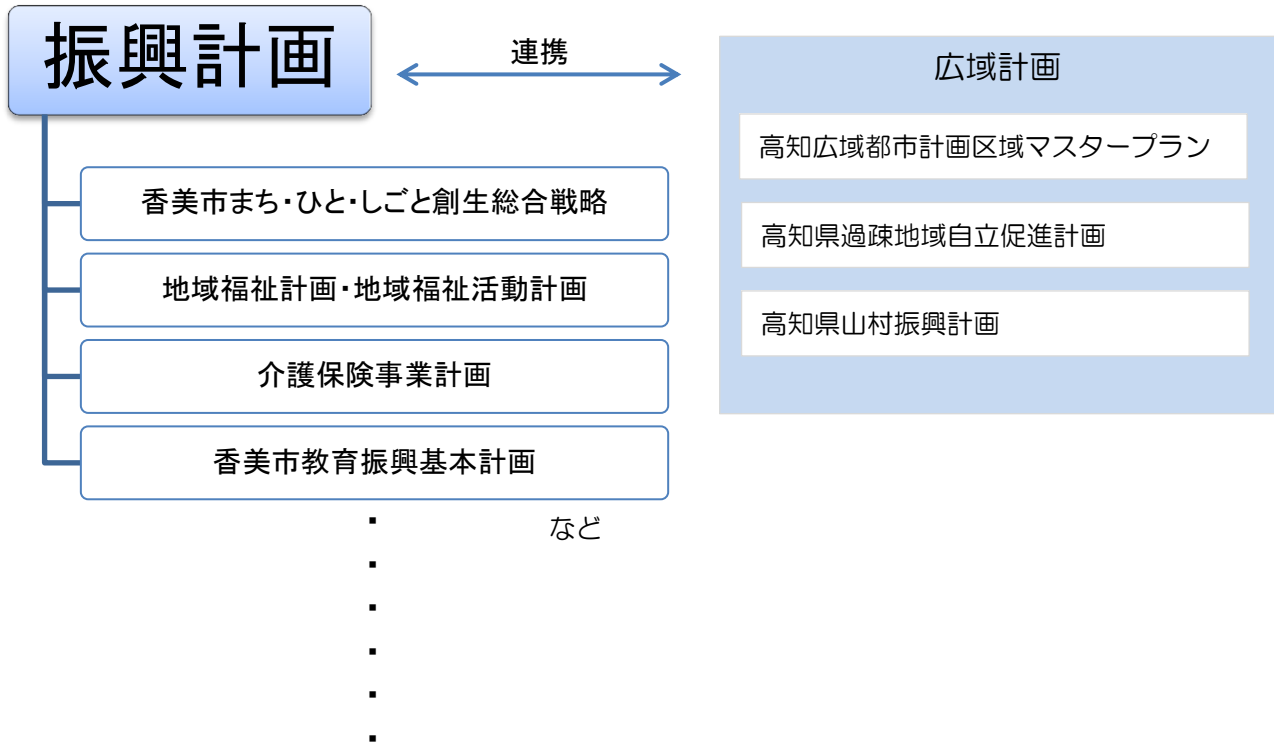 振興計画
連携
香美市まち・ひと・しごと創生総合戦略
地域福祉計画・地域福祉活動計画
介護保険事業計画
香美市教育振興基本計画
など
広域計画
高知広域都市計画区域マスタープラン
高知県過疎地域自立促進計画
高知県山村振興計画